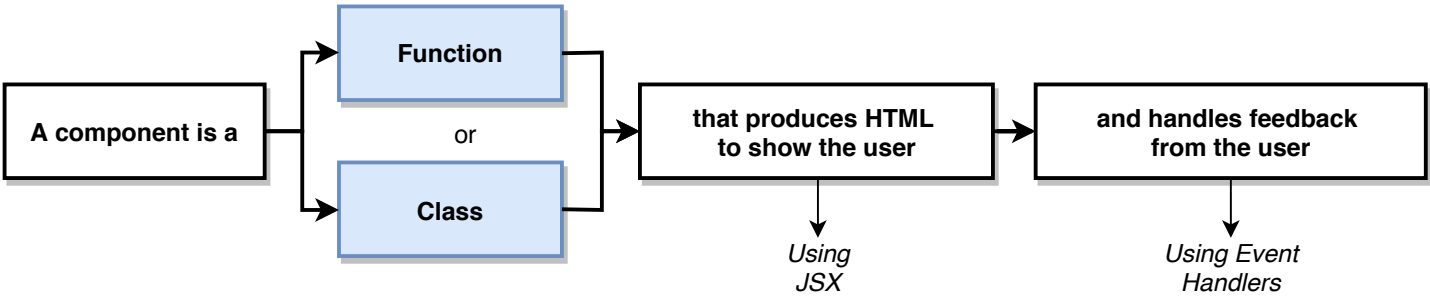 A component is a
Function
or
Class
that produces HTML
to show the user
and handles feedback
from the user
Using
JSX
Using Event
Handlers